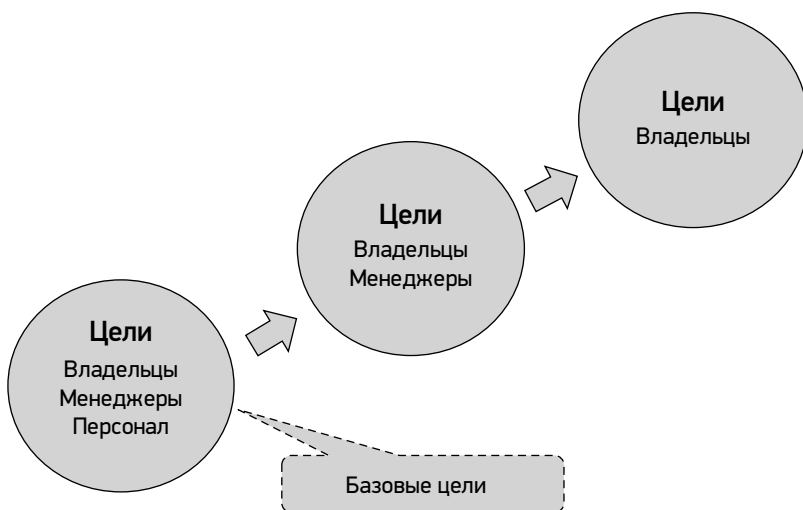 Цели
Владельцы
Цели
Владельцы
Менеджеры
Цели
Владельцы
Менеджеры
Персонал
Базовые цели